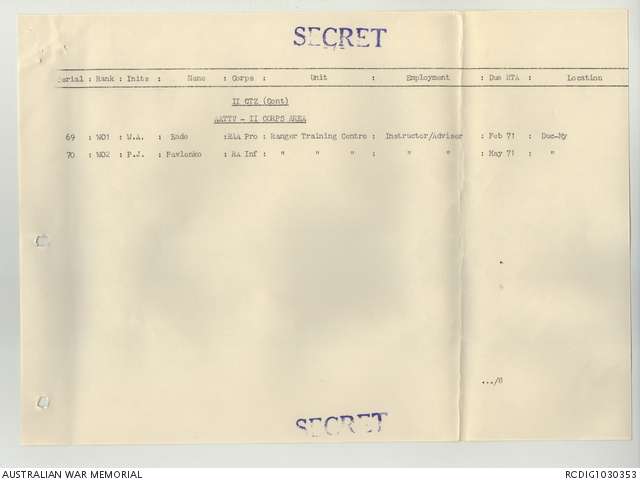 SECRET
Serial : Rank : Inits : Name : Corps : Unit : Employment : Due RTA : Location
II CTZ (Cont)
AATTV - II CORPS AREA
69 : WO1 : W.A. : Eade :RAA Pro : Ranger Training Centre : Instructor/Adviser : Feb 71 : Duc-My
70 : WO2 : P.J. : Pavlenko : RA Inf : " " " : " " : May 71 : "
.../8
SECRET
AUSTRALIAN WAR MEMORIAL
RCDIG1030353